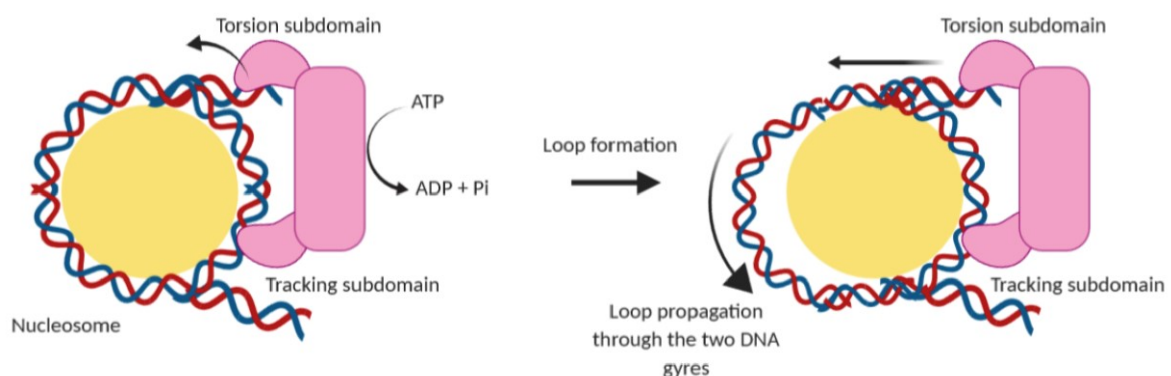 Torsion subdomain
ATP
ADP + Pi
Tracking subdomain
Nucleosome
Loop formation
Torsion subdomain
Tracking subdomain
Loop propagation
through the two DNA
gyres